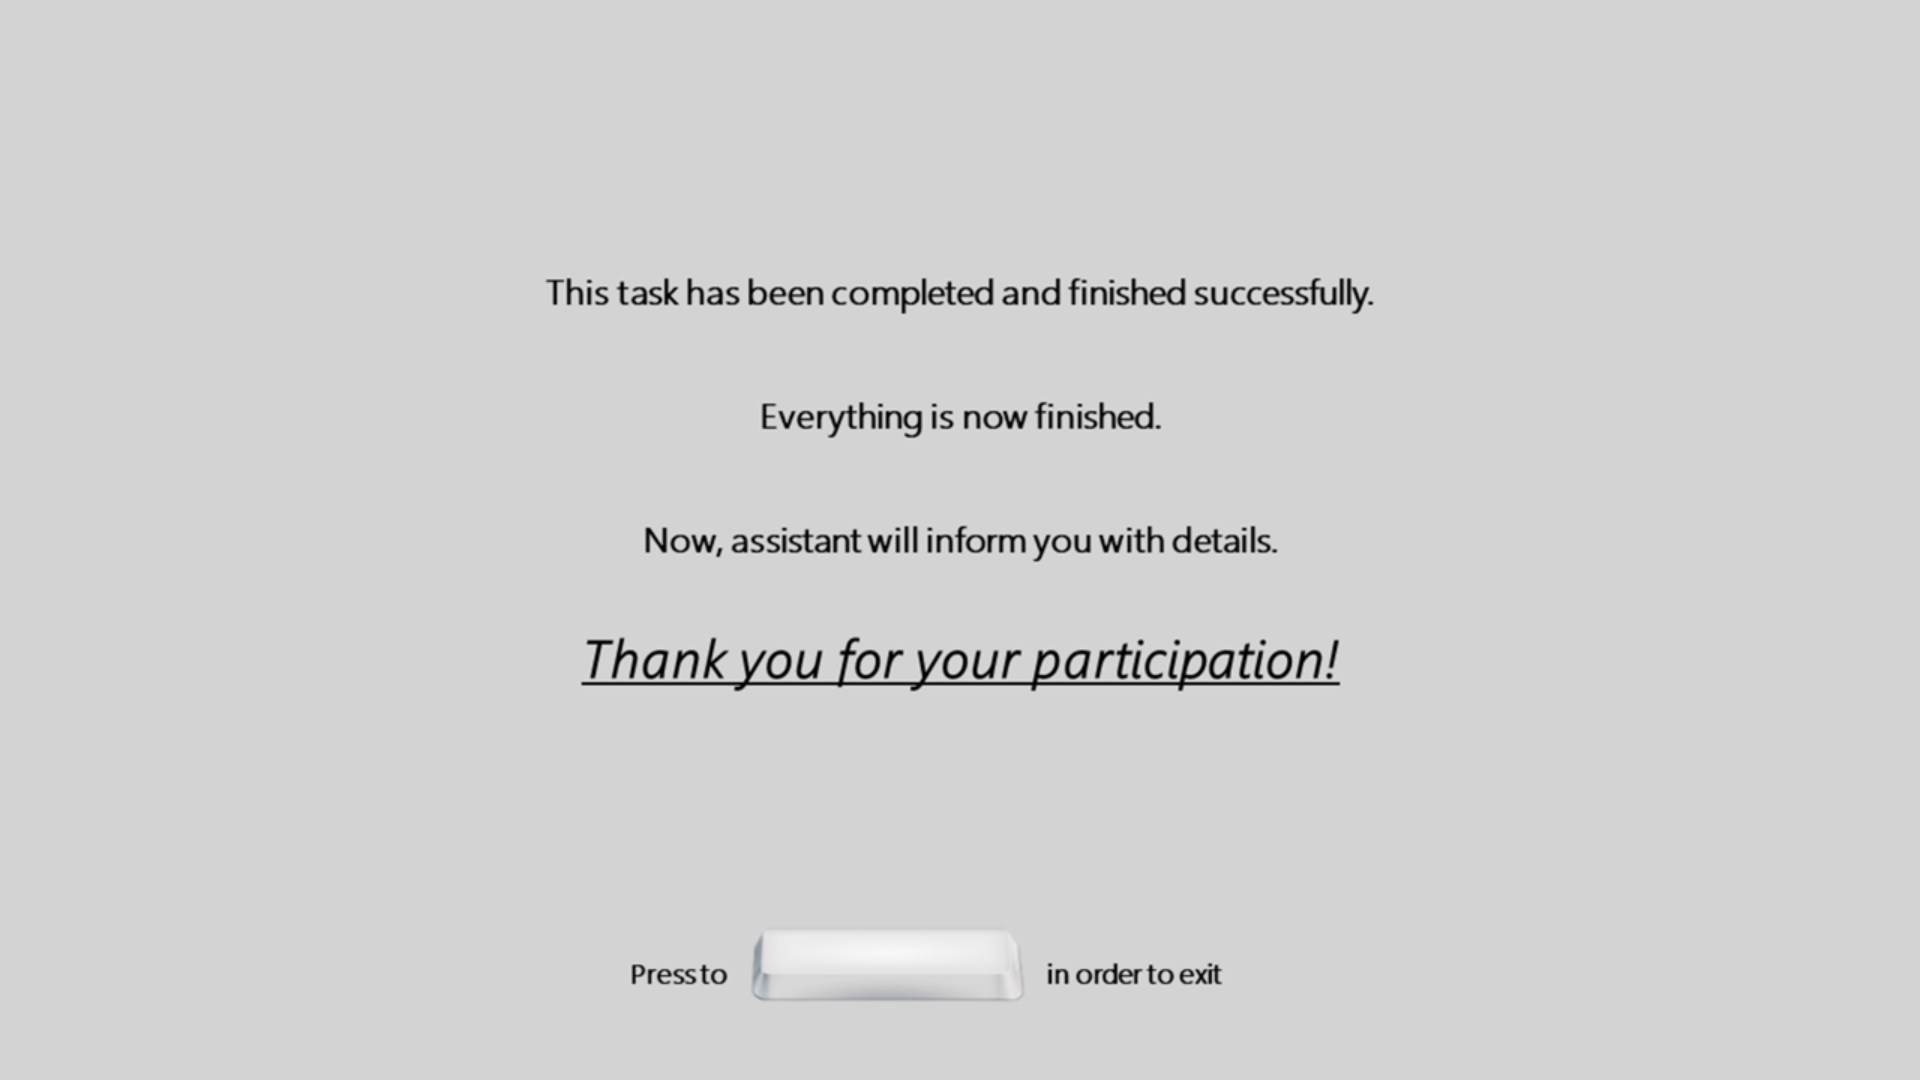 This task has been completed and finished successfully.
Everything is now finished.
Now, assistant will inform you with details.
Thank you for your participation!
Press to in order to exit